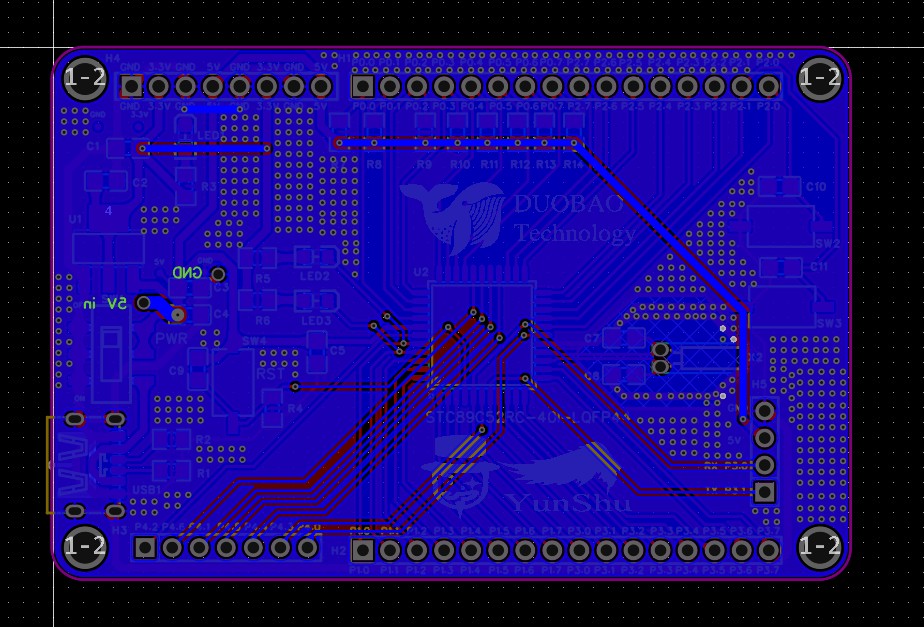 1-2
1-2
H4
H1
GND 3.3V GND 5V GND 3.3V GND 5V
GND 3.3V GND 5V GND 3.3V GND 5V
P0.0 P0.1 P0.2 P0.3 P0.4 P0.5 P0.6 P0.7 P2.7 P2.6 P2.5 P2.4 P2.3 P2.2 P2.1 P2.0
LED1
C1
R8 R9 R10 R11 R12 R13 R14
C2
R3
C10
4
DUOBAO
Technology
U1
SW2
5V
GND
U2
GND
R5
LED2
C11
C3
5V in
C4
R6
LED3
SW3
PWR
SW4
C5
C7
X2
C9
RST
C8
H5
R4
STC89C52RC-40I-LQFP44
5V
R2
R1
USB1
YunShu
H3
P4.2
H2
P1.2 P1.3 P1.4 P1.5 P1.6 P1.7 P3.0 P3.1 P3.2 P3.3 P3.4 P3.5 P3.6 P3.7
1-2
1-2
P1.0 P1.1 P1.2 P1.3 P1.4 P1.5 P1.6 P1.7 P3.0 P3.1 P3.2 P3.3 P3.4 P3.5 P3.6 P3.7